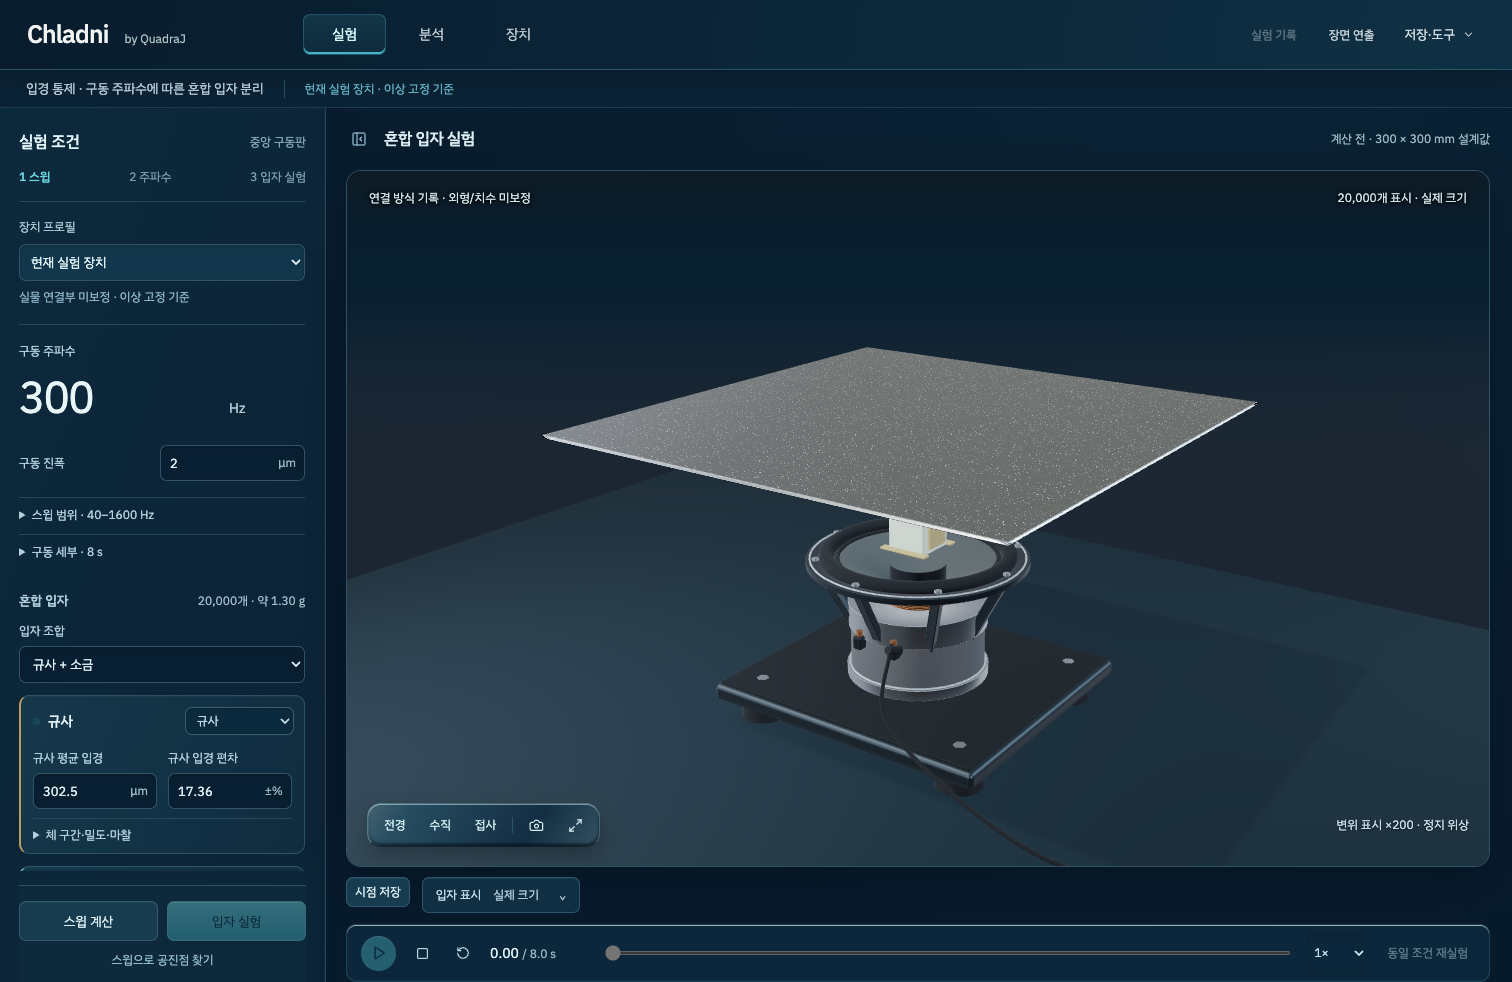 Chladni by QuadraJ
실험
분석
장치
실험 기록
장면 연출
저장·도구
입경 통제 · 구동 주파수에 따른 혼합 입자 분리
현재 실험 장치 · 이상 고정 기준
실험 조건
중앙 구동판
1 스윕
2 주파수
3 입자 실험
장치 프로필
현재 실험 장치
실물 연결부 미보정 · 이상 고정 기준
구동 주파수
300 Hz
구동 진폭
2 μm
스윕 범위 · 40–1600 Hz
구동 세부 · 8 s
혼합 입자
20,000개 · 약 1.30 g
입자 조합
규사 + 소금
규사
규사
규사 평균 입경
규사 입경 편차
302.5 μm
17.36 ±%
체 구간·밀도·마찰
스윕 계산
입자 실험
스윕으로 공진점 찾기
혼합 입자 실험
계산 전 · 300 × 300 mm 설계값
연결 방식 기록 · 외형/치수 미보정
20,000개 표시 · 실제 크기
전경
수직
접사
변위 표시 ×200 · 정지 위상
시점 저장
입자 표시 실제 크기
0.00 / 8.0 s
1×
동일 조건 재실험